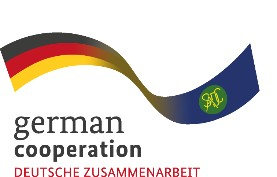 german
cooperation
DEUTSCHE ZUSAMMENARBEIT